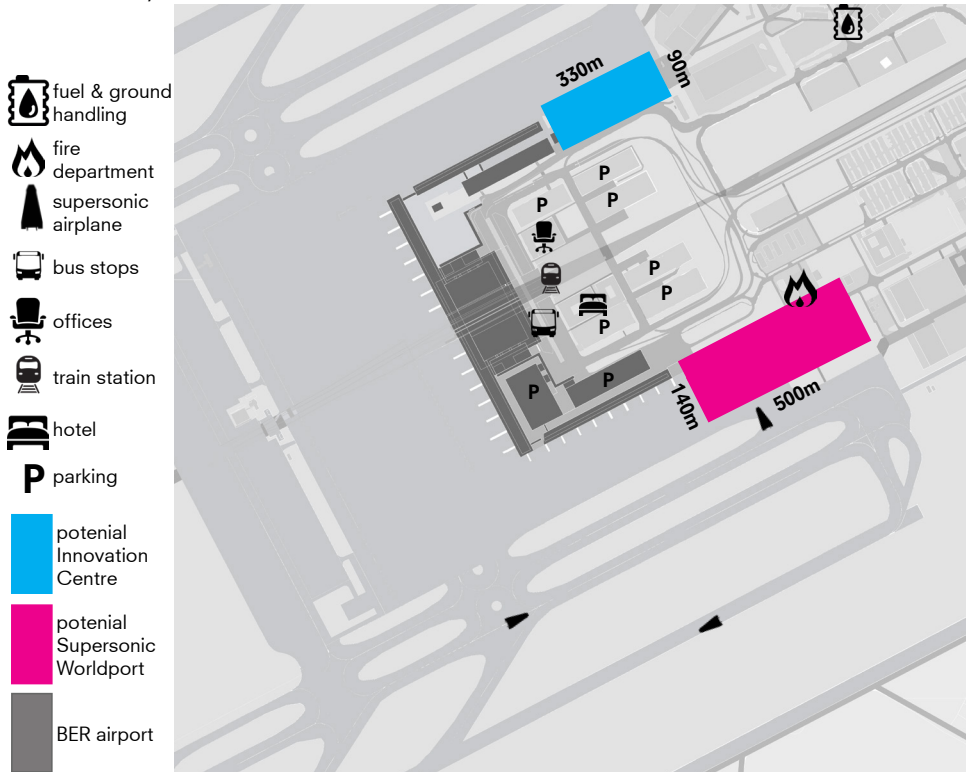 fuel & ground
handling
fire
department
supersonic
airplane
bus stops
offices
train station
hotel
P parking
potenial
Innovation
Centre
potenial
Supersonic
Worldport
BER airport
330m
90m
P
P
P
P
P
P
P
P
140m
500m